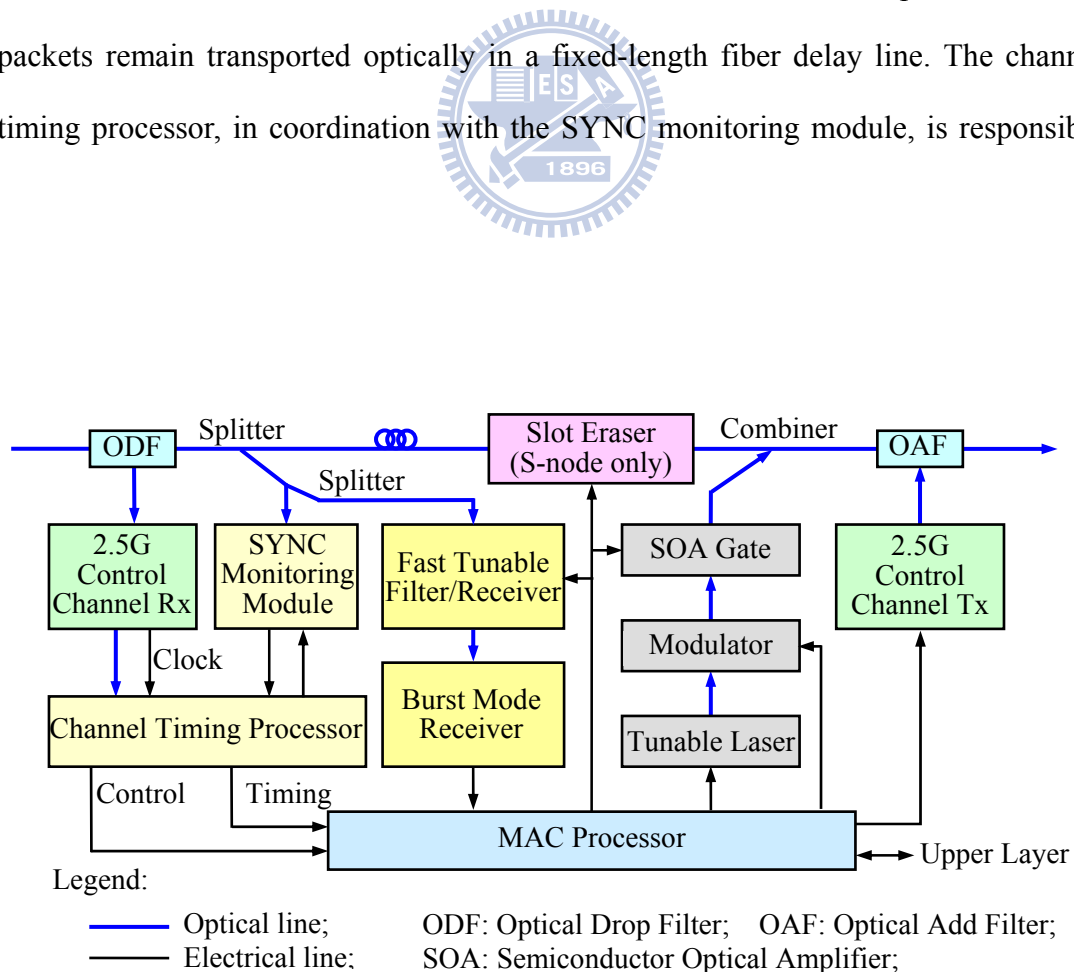 packets remain transported optically in a fixed-length fiber delay line. The chann
timing processor, in coordination with the SYNC monitoring module, is responsib
E S A
1896
ODF
Splitter
Splitter
Slot Eraser
(S-node only)
Combiner
OAF
2.5G
Control
Channel Rx
SYNC
Monitoring
Module
Fast Tunable
Filter/Receiver
SOA Gate
2.5G
Control
Channel Tx
Clock
Modulator
Channel Timing Processor
Burst Mode
Receiver
Tunable Laser
Control
Timing
MAC Processor
Upper Layer
Legend:
Optical line; ODF: Optical Drop Filter; OAF: Optical Add Filter;
Electrical line; SOA: Semiconductor Optical Amplifier;